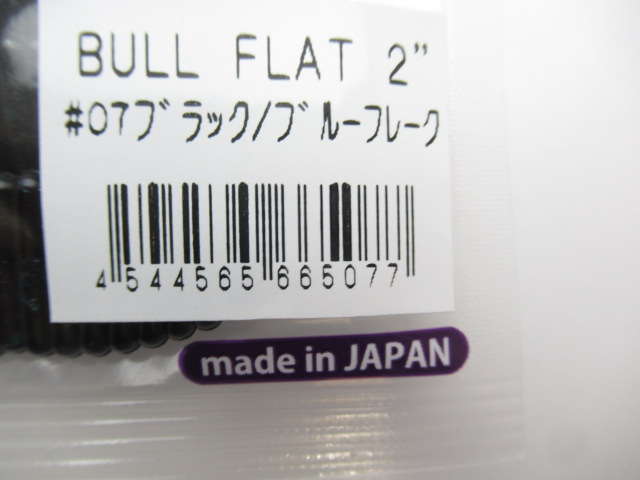 BULL FLAT 2"
#07ﾌﾞﾗｯｸ/ﾌﾞﾙｰﾌﾚｰｸ
4 544565 665077
made in JAPAN